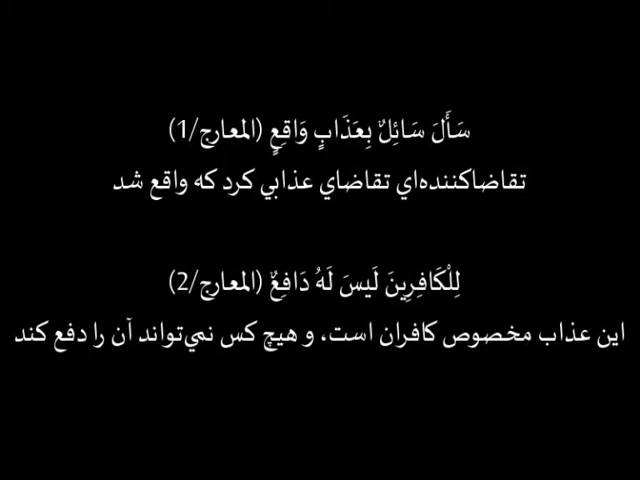 سَأَلَ سَائِلٌ بِعَذَابٍ وَاقِعٍ (المعارج/1)
تقاضاكننده‌اي تقاضاي عذابي كرد كه واقع شد
لِلْكَافِرِينَ لَيسَ لَهُ دَافِعٌ (المعارج/2)
اين عذاب مخصوص كافران است، و هيچ كس نمي‌تواند آن را دفع كند